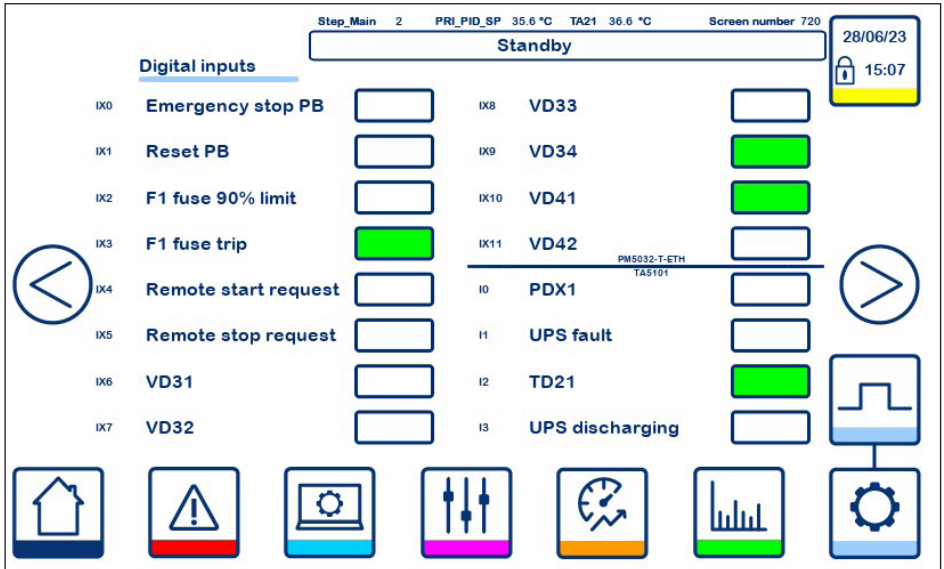 Step_Main 2 PRI_PID_SP 35.6 °C TA21 36.6 °C Screen number 720
Standby
28/06/23
15:07
Digital inputs
IX0 Emergency stop PB
IX1 Reset PB
IX2 F1 fuse 90% limit
IX3 F1 fuse trip
IX4 Remote start request
IX5 Remote stop request
IX6 VD31
IX7 VD32
IX8 VD33
IX9 VD34
IX10 VD41
IX11 VD42
PM5032-T-ETH
TA5101
I0 PDX1
I1 UPS fault
I2 TD21
I3 UPS discharging